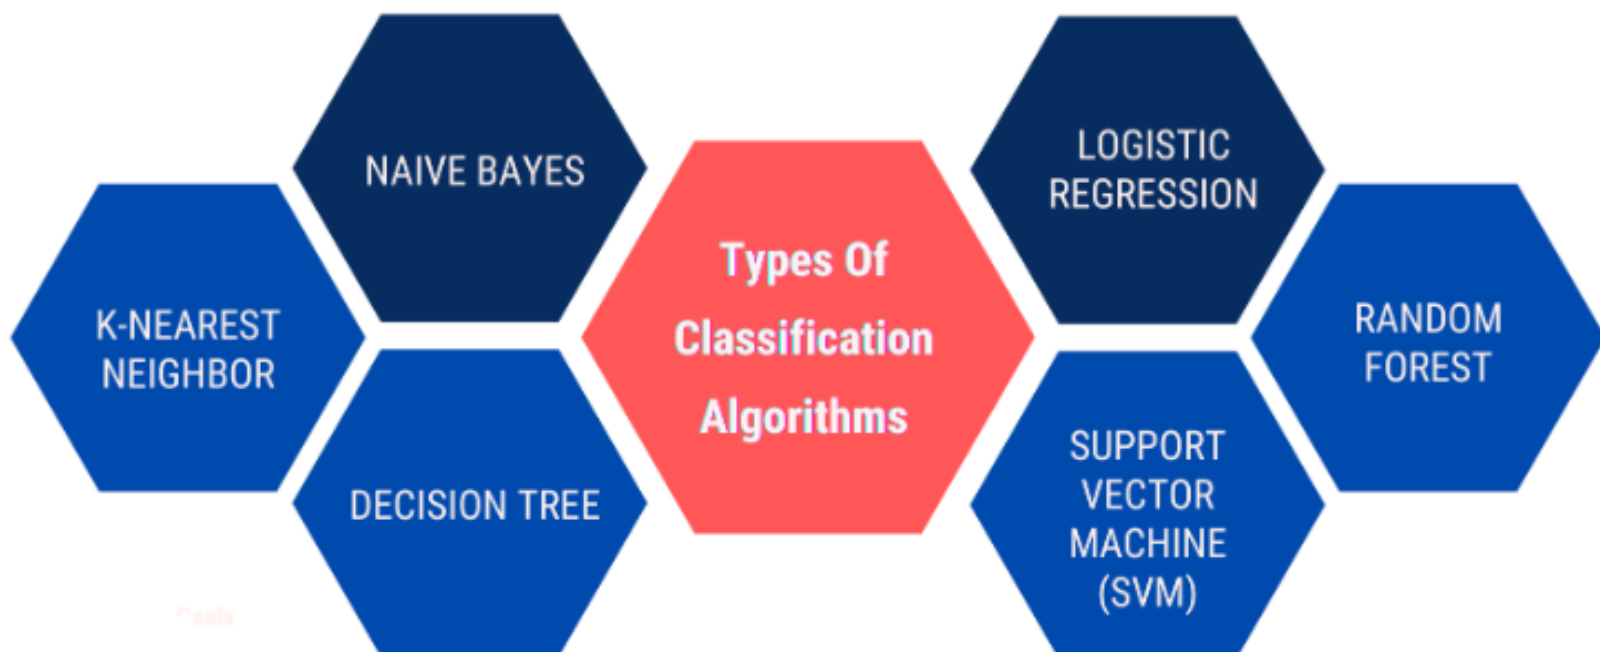 NAIVE BAYES
LOGISTIC
REGRESSION
K-NEAREST
NEIGHBOR
Types Of
Classification
Algorithms
RANDOM
FOREST
DECISION TREE
SUPPORT
VECTOR
MACHINE
(SVM)